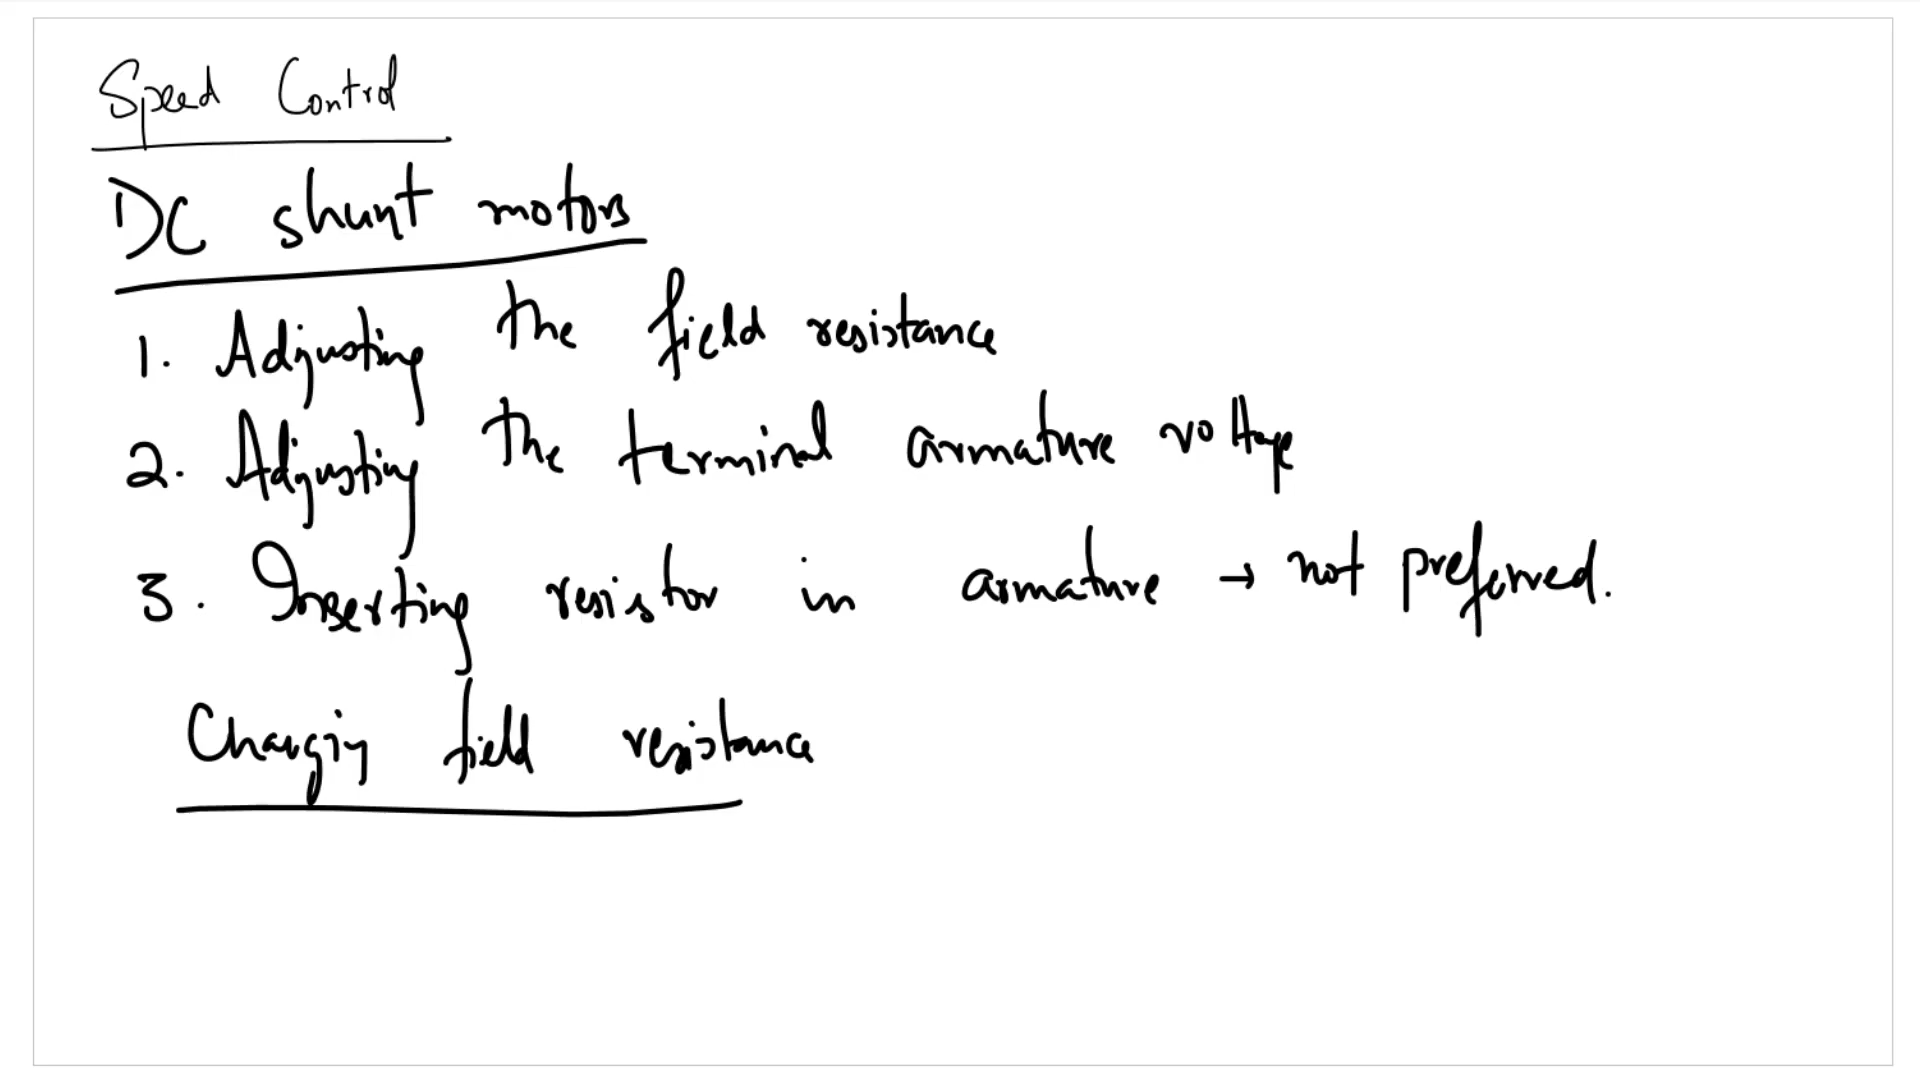 Speed Control
DC shunt motors
1. Adjusting the field resistance
2. Adjusting the terminal armature voltage
3. Inserting resistor in armature → not preferred.
Changing field resistance